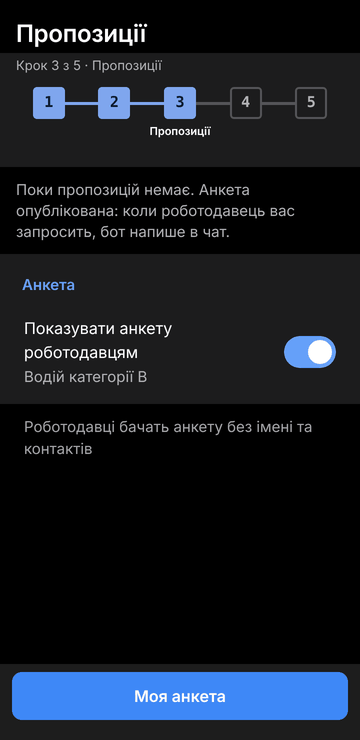 Пропозиції
Крок 3 з 5 · Пропозиції
1 2 3 4 5
Пропозиції
Поки пропозицій немає. Анкета
опублікована: коли роботодавець вас
запросить, бот напише в чат.
Анкета
Показувати анкету
роботодавцям
Водій категорії B
Роботодавці бачать анкету без імені та
контактів
Моя анкета